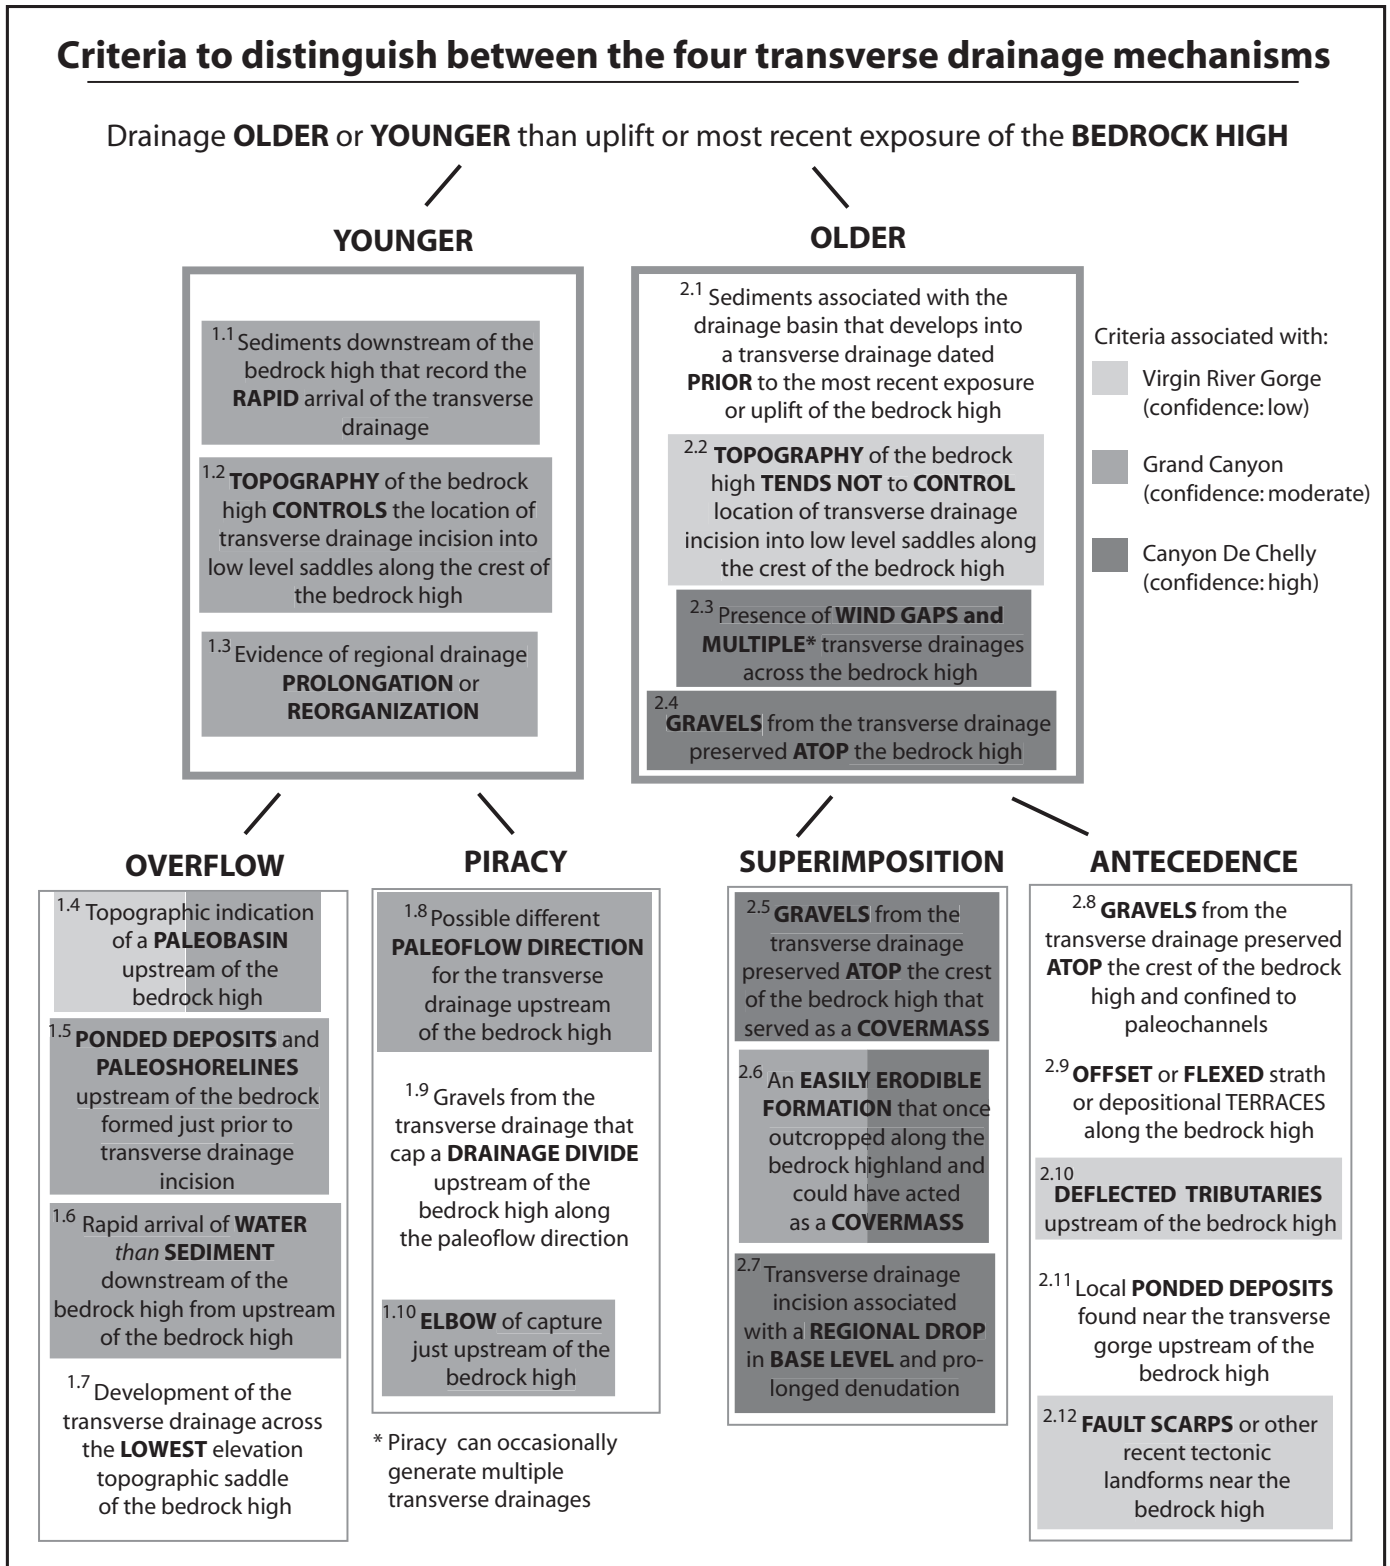 Criteria to distinguish between the four transverse drainage mechanisms
Drainage OLDER or YOUNGER than uplift or most recent exposure of the BEDROCK HIGH
YOUNGER
1.1 Sediments downstream of the
bedrock high that record the
RAPID arrival of the transverse
drainage
1.2 TOPOGRAPHY of the bedrock
high CONTROLS the location of
transverse drainage incision into
low level saddles along the crest of
the bedrock high
1.3 Evidence of regional drainage
PROLONGATION or
REORGANIZATION
OLDER
2.1 Sediments associated with the
drainage basin that develops into
a transverse drainage dated
PRIOR to the most recent exposure
or uplift of the bedrock high
2.2 TOPOGRAPHY of the bedrock
high TENDS NOT to CONTROL
location of transverse drainage
incision into low level saddles along
the crest of the bedrock high
2.3 Presence of WIND GAPS and
MULTIPLE* transverse drainages
across the bedrock high
2.4
GRAVELS from the transverse drainage
preserved ATOP the bedrock high
Criteria associated with:
Virgin River Gorge
(confidence: low)
Grand Canyon
(confidence: moderate)
Canyon De Chelly
(confidence: high)
OVERFLOW
1.4 Topographic indication
of a PALEOBASIN
upstream of the
bedrock high
1.5 PONDED DEPOSITS and
PALEOSHORELINES
upstream of the bedrock
formed just prior to
transverse drainage
incision
1.6 Rapid arrival of WATER
than SEDIMENT
downstream of the
bedrock high from upstream
of the bedrock high
1.7 Development of the
transverse drainage across
the LOWEST elevation
topographic saddle
of the bedrock high
PIRACY
1.8 Possible different
PALEOFLOW DIRECTION
for the transverse
drainage upstream
of the bedrock high
1.9 Gravels from the
transverse drainage that
cap a DRAINAGE DIVIDE
upstream of the
bedrock high along
the paleoflow direction
1.10 ELBOW of capture
just upstream of the
bedrock high
* Piracy can occasionally
generate multiple
transverse drainages
SUPERIMPOSITION
2.5 GRAVELS from the
transverse drainage
preserved ATOP the crest
of the bedrock high that
served as a COVERMASS
2.6 An EASILY ERODIBLE
FORMATION that once
outcropped along the
bedrock highland and
could have acted
as a COVERMASS
2.7 Transverse drainage
incision associated
with a REGIONAL DROP
in BASE LEVEL and pro-
longed denudation
ANTECEDENCE
2.8 GRAVELS from the
transverse drainage preserved
ATOP the crest of the bedrock
high and confined to
paleochannels
2.9 OFFSET or FLEXED strath
or depositional TERRACES
along the bedrock high
2.10
DEFLECTED TRIBUTARIES
upstream of the bedrock high
2.11 Local PONDED DEPOSITS
found near the transverse
gorge upstream of the
bedrock high
2.12 FAULT SCARPS or other
recent tectonic
landforms near the
bedrock high